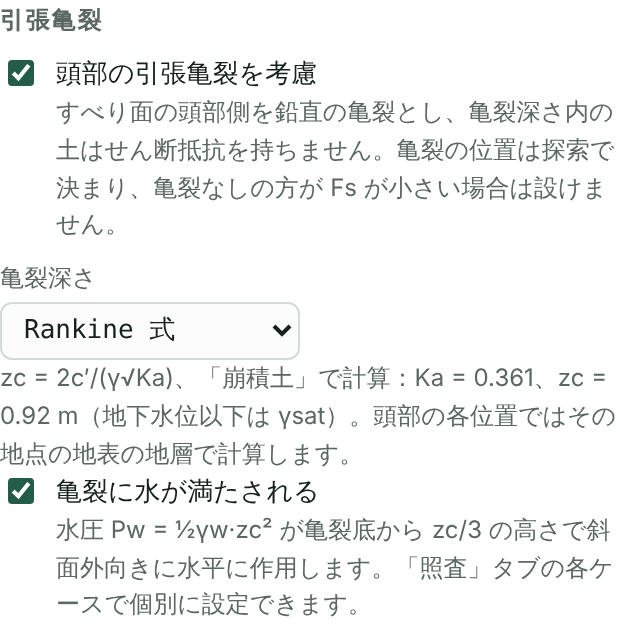 引張亀裂
頭部の引張亀裂を考慮
すべり面の頭部側を鉛直の亀裂とし、亀裂深さ内の
土はせん断抵抗を持ちません。亀裂の位置は探索で
決まり、亀裂なしの方が Fs が小さい場合は設けま
せん。
亀裂深さ
Rankine 式
zc = 2c′/(γ√Ka)、「崩積土」で計算：Ka = 0.361、zc =
0.92 m（地下水位以下は γsat）。頭部の各位置ではその
地点の地表の地層で計算します。
亀裂に水が満たされる
水圧 Pw = ½γw·zc² が亀裂底から zc/3 の高さで斜
面外向きに水平に作用します。「照査」タブの各ケ
ースで個別に設定できます。